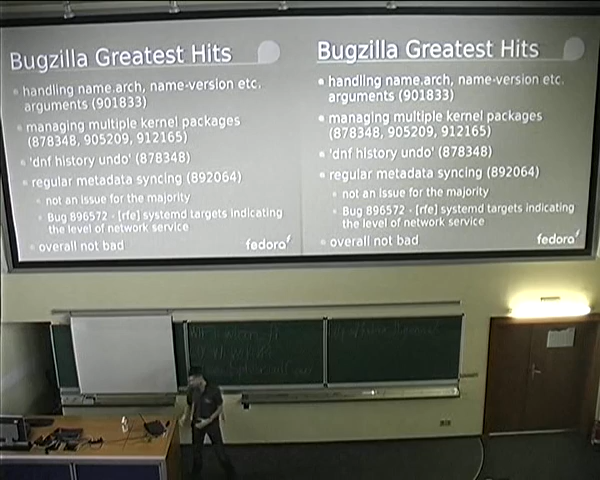 Bugzilla Greatest Hits
handling name.arch, name-version etc.
arguments (901833)
managing multiple kernel packages
(878348, 905209, 912165)
'dnf history undo' (878348)
regular metadata syncing (892064)
not an issue for the majority
Bug 896572 - [rfe] systemd targets indicating
the level of network service
overall not bad
fedora
Bugzilla Greatest Hits
handling name.arch, name-version etc.
arguments (901833)
managing multiple kernel packages
(878348, 905209, 912165)
'dnf history undo' (878348)
regular metadata syncing (892064)
not an issue for the majority
Bug 896572 - [rfe] systemd targets indicating
the level of network service
overall not bad
fedora